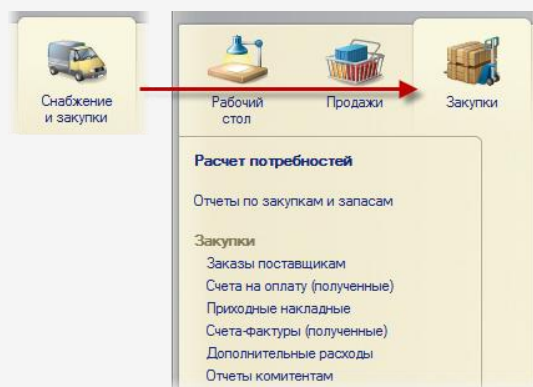 Снабжение
и закупки
Рабочий
стол
Продажи
Закупки
Расчет потребностей
Отчеты по закупкам и запасам
Закупки
Заказы поставщикам
Счета на оплату (полученные)
Приходные накладные
Счета-фактуры (полученные)
Дополнительные расходы
Отчеты комитентам